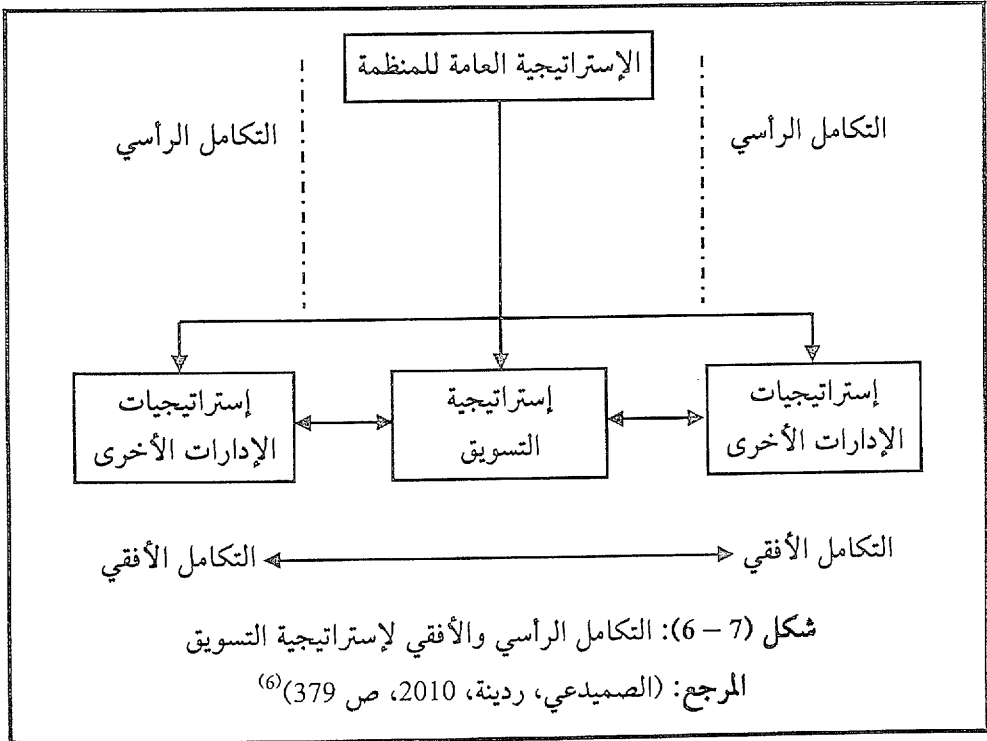 الإستراتيجية العامة للمنظمة
التكامل الرأسي
التكامل الرأسي
إستراتيجيات
الإدارات الأخرى
إستراتيجية
التسويق
إستراتيجيات
الإدارات الأخرى
التكامل الأفقي
التكامل الأفقي
شكل (7 – 6): التكامل الرأسي والأفقي لإستراتيجية التسويق
المرجع: (الصميدعي، ردينة، 2010، ص 379)(6)